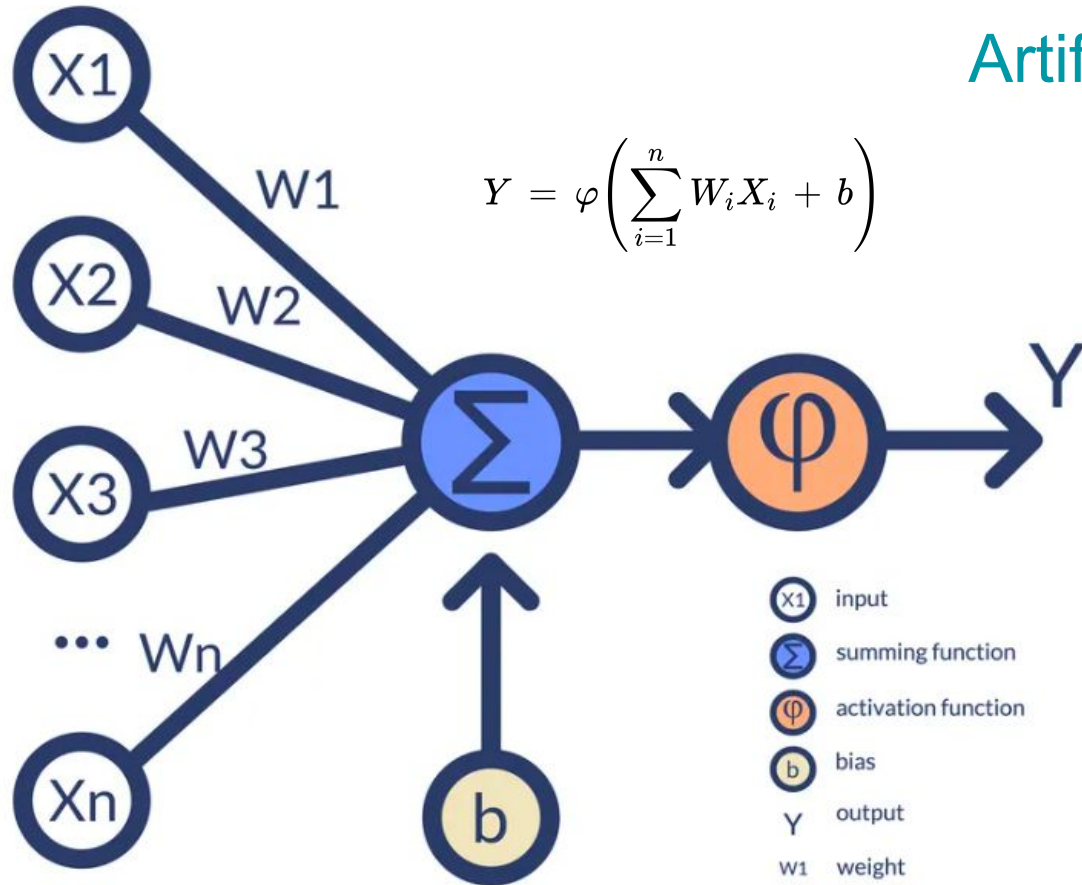 Artif
X1
W1
Y = φ(∑_{i=1}^{n} W_i X_i + b)
X2
W2
Y
Σ
φ
W3
X3
... Wn
Xn
b
X1 input
Σ summing function
φ activation function
b bias
Y output
W1 weight